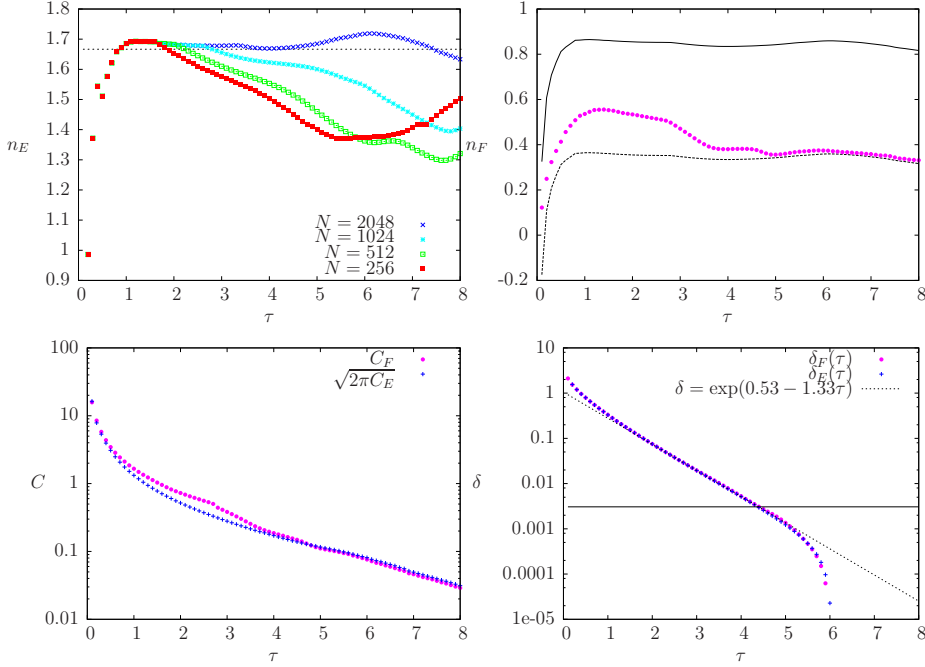 1.8
1.7
1.6
1.5
1.4
1.3
1.2
1.1
1
0.9
n_E
N = 2048
N = 1024
N = 512
N = 256
0 1 2 3 4 5 6 7 8
τ
1
0.8
0.6
0.4
0.2
0
-0.2
n_F
0 1 2 3 4 5 6 7 8
τ
100
10
1
0.1
0.01
C
C_F
√2πC_E
0 1 2 3 4 5 6 7 8
τ
10
1
0.1
0.01
0.001
0.0001
1e-05
δ
δ_F(τ)
δ_E(τ)
δ = exp(0.53 − 1.33τ)
0 1 2 3 4 5 6 7 8
τ